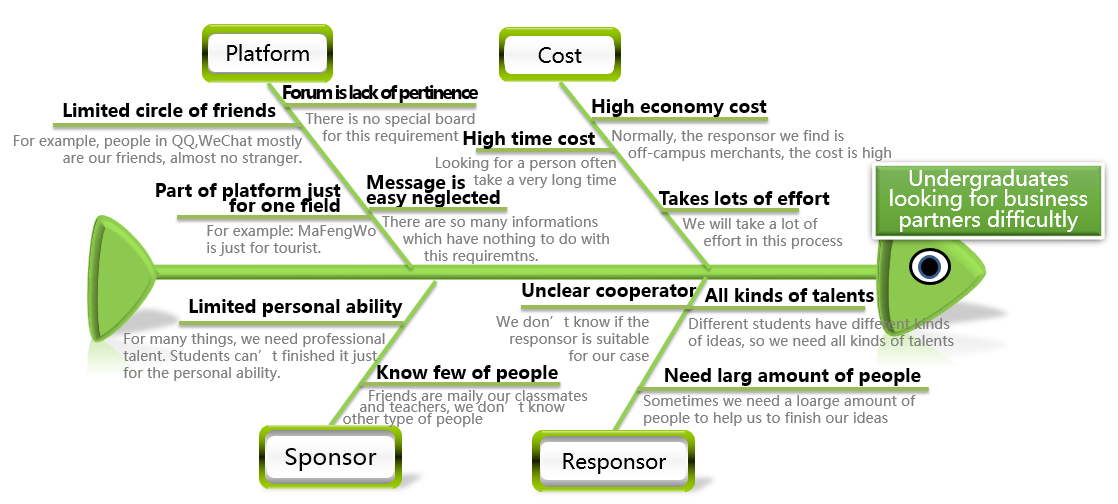 Platform
Forum is lack of pertinence
There is no special board
for this requirement
Limited circle of friends
For example, people in QQ,WeChat mostly
are our friends, almost no stranger.
Message is
easy neglected
There are so many informations
which have nothing to do with
this requiremtns.
Part of platform just
for one field
For example: MaFengWo
is just for tourist.
Cost
High economy cost
Normally, the responsor we find is
off-campus merchants, the cost is high
High time cost
Looking for a person often
take a very long time
Takes lots of effort
We will take a lot of
effort in this process
Undergraduates
looking for business
partners difficultly
Limited personal ability
For many things, we need professional
talent. Students can’t finished it just
for the personal ability.
Know few of people
Friends are maily our classmates
and teachers, we don’t know
other type of people
Sponsor
Unclear cooperator
We don’t know if the
responsor is suitable
for our case
All kinds of talents
Different students have different kinds
of ideas, so we need all kinds of talents
Need larg amount of people
Sometimes we need a loarge amount of
people to help us to finish our ideas
Responsor